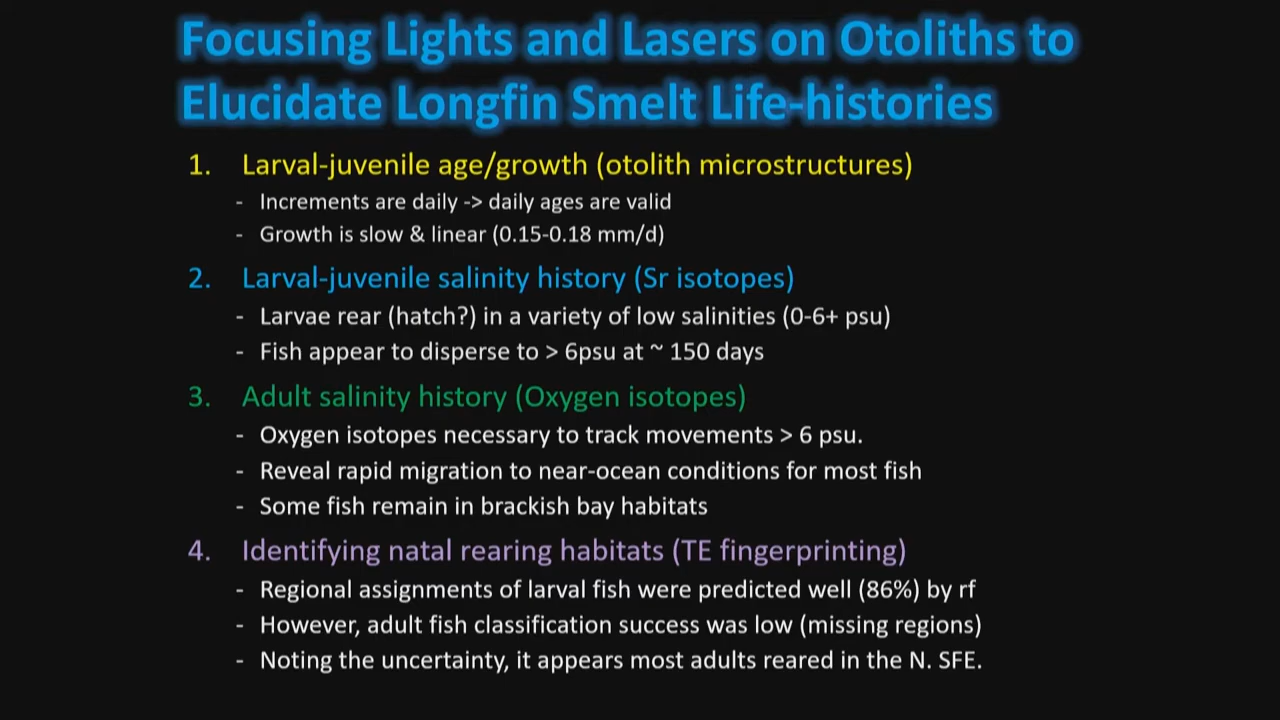 Focusing Lights and Lasers on Otoliths to
Elucidate Longfin Smelt Life-histories
1. Larval-juvenile age/growth (otolith microstructures)
- Increments are daily -> daily ages are valid
- Growth is slow & linear (0.15-0.18 mm/d)
2. Larval-juvenile salinity history (Sr isotopes)
- Larvae rear (hatch?) in a variety of low salinities (0-6+ psu)
- Fish appear to disperse to > 6psu at ~ 150 days
3. Adult salinity history (Oxygen isotopes)
- Oxygen isotopes necessary to track movements > 6 psu.
- Reveal rapid migration to near-ocean conditions for most fish
- Some fish remain in brackish bay habitats
4. Identifying natal rearing habitats (TE fingerprinting)
- Regional assignments of larval fish were predicted well (86%) by rf
- However, adult fish classification success was low (missing regions)
- Noting the uncertainty, it appears most adults reared in the N. SFE.